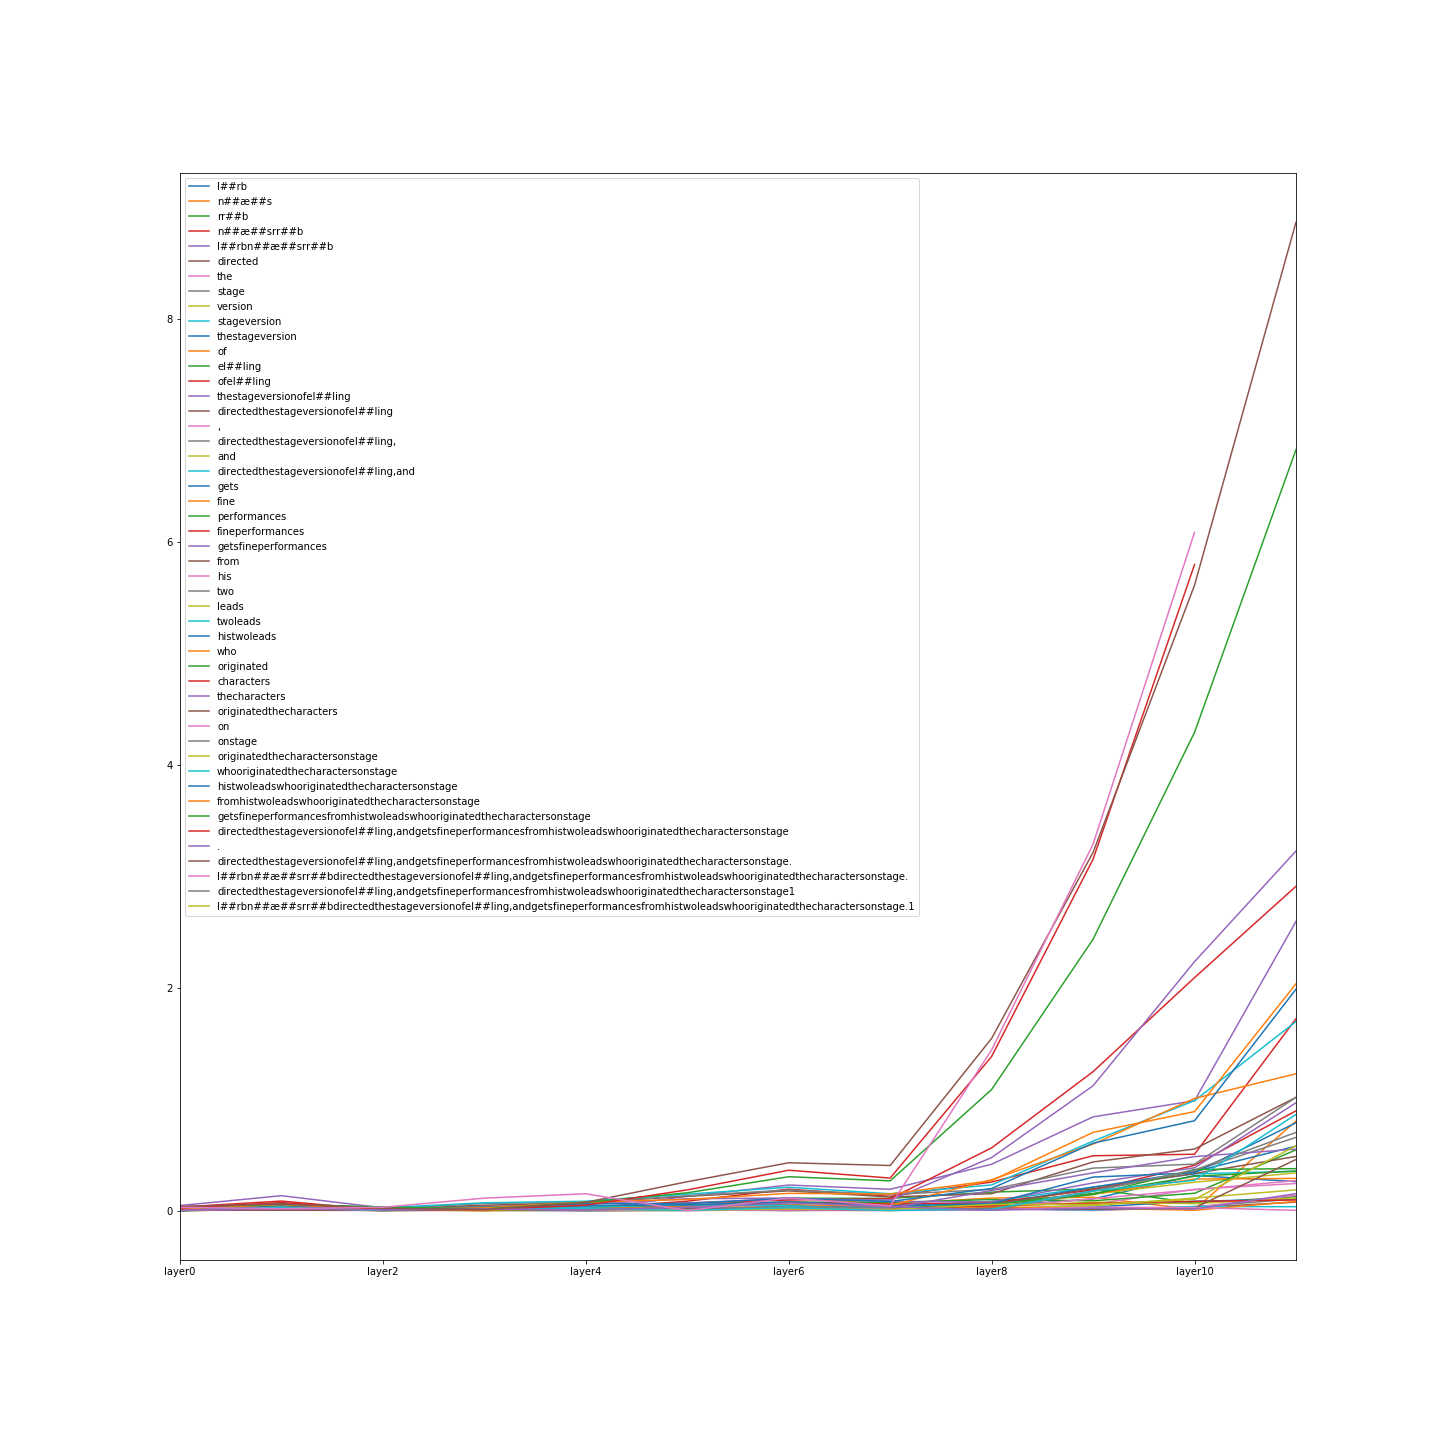 l##rb
n##æ##s
rr##b
n##æ##srr##b
l##rbn##æ##srr##b
directed
the
stage
version
stageversion
thestageversion
of
el##ling
ofel##ling
thestageversionofel##ling
directedthestageversionofel##ling
,
directedthestageversionofel##ling,
and
directedthestageversionofel##ling,and
gets
fine
performances
fineperformances
getsfineperformances
from
his
two
leads
twoleads
histwoleads
who
originated
characters
thecharacters
originatedthecharacters
on
onstage
originatedthecharactersonstage
whooriginatedthecharactersonstage
histwoleadswhooriginatedthecharactersonstage
fromhistwoleadswhooriginatedthecharactersonstage
getsfineperformancesfromhistwoleadswhooriginatedthecharactersonstage
directedthestageversionofel##ling,andgetsfineperformancesfromhistwoleadswhooriginatedthecharactersonstage
.
directedthestageversionofel##ling,andgetsfineperformancesfromhistwoleadswhooriginatedthecharactersonstage.
l##rbn##æ##srr##bdirectedthestageversionofel##ling,andgetsfineperformancesfromhistwoleadswhooriginatedthecharactersonstage.
directedthestageversionofel##ling,andgetsfineperformancesfromhistwoleadswhooriginatedthecharactersonstage1
l##rbn##æ##srr##bdirectedthestageversionofel##ling,andgetsfineperformancesfromhistwoleadswhooriginatedthecharactersonstage.1
8
6
4
2
0
layer0 layer2 layer4 layer6 layer8 layer10